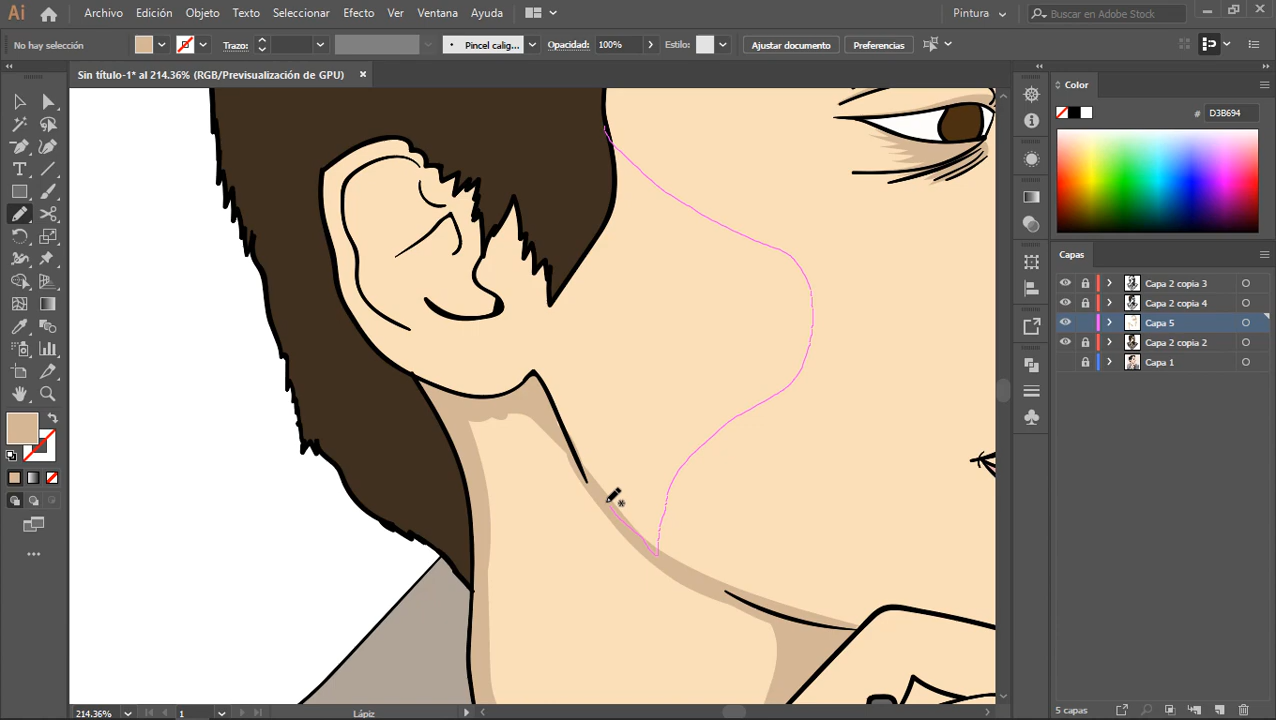 Ai Archivo Edición Objeto Texto Seleccionar Efecto Ver Ventana Ayuda Pintura Buscar en Adobe Stock
No hay selección Trazo: Pincel calig... Opacidad: 100% Estilo: Ajustar documento Preferencias
Sin título-1* al 214.36% (RGB/Previsualización de GPU)
Color
# D3B694
Capas
Capa 2 copia 3
Capa 2 copia 4
Capa 5
Capa 2 copia 2
Capa 1
214.36% 1 Lápiz 5 capas